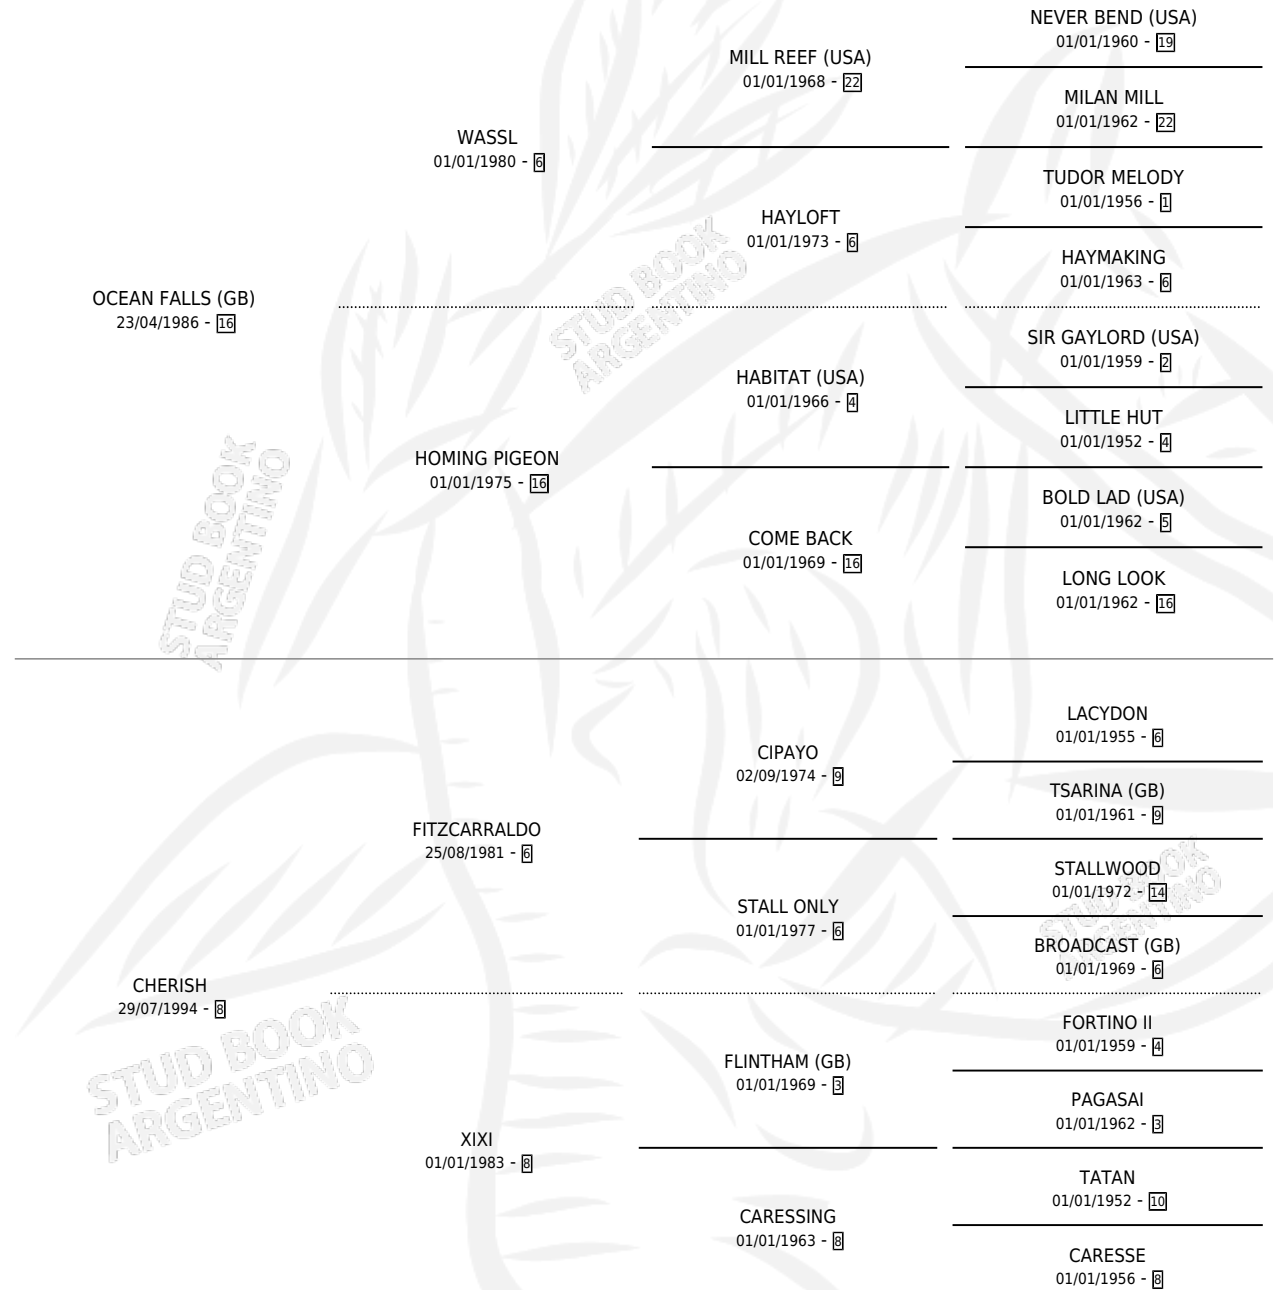 NEVER BEND (USA)
01/01/1960 - 19
MILL REEF (USA)
01/01/1968 - 22
MILAN MILL
01/01/1962 - 22
WASSL
01/01/1980 - 6
TUDOR MELODY
01/01/1956 - 1
HAYLOFT
01/01/1973 - 6
HAYMAKING
01/01/1963 - 6
OCEAN FALLS (GB)
23/04/1986 - 16
SIR GAYLORD (USA)
01/01/1959 - 2
HABITAT (USA)
01/01/1966 - 4
LITTLE HUT
01/01/1952 - 4
HOMING PIGEON
01/01/1975 - 16
BOLD LAD (USA)
01/01/1962 - 5
COME BACK
01/01/1969 - 16
LONG LOOK
01/01/1962 - 16
LACYDON
01/01/1955 - 6
CIPAYO
02/09/1974 - 9
TSARINA (GB)
01/01/1961 - 9
FITZCARRALDO
25/08/1981 - 6
STALLWOOD
01/01/1972 - 14
STALL ONLY
01/01/1977 - 6
BROADCAST (GB)
01/01/1969 - 6
CHERISH
29/07/1994 - 8
FORTINO II
01/01/1959 - 4
FLINTHAM (GB)
01/01/1969 - 3
PAGASAI
01/01/1962 - 3
XIXI
01/01/1983 - 8
TATAN
01/01/1952 - 10
CARESSING
01/01/1963 - 8
CARESSE
01/01/1956 - 8
STUD BOOK
ARGENTINO
STUD BOOK
ARGENTINO
STUD BOOK
ARGENTINO
STUD BOOK
ARGENTINO